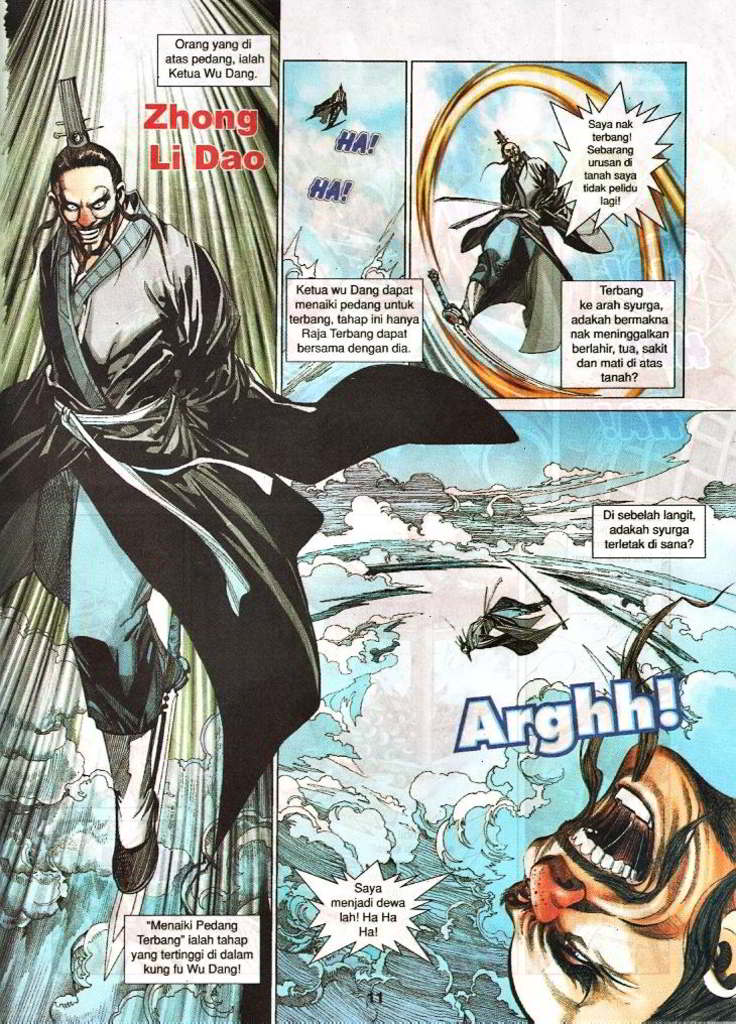 Orang yang di
atas pedang, ialah
Ketua Wu Dang.
Zhong
Li Dao
HA!
HA!
Ketua wu Dang dapat
menaiki pedang untuk
terbang, tahap ini hanya
Raja Terbang dapat
bersama dengan dia.
Saya nak
terbang!
Sebarang
urusan di
tanah saya
tidak pelidu
lagi!
Terbang
ke arah syurga,
adakah bermakna
nak meninggalkan
berlahir, tua, sakit
dan mati di atas
tanah?
Di sebelah langit,
adakah syurga
terletak di sana?
Arghh!
Saya
menjadi dewa
lah! Ha Ha
Ha!
"Menaiki Pedang
Terbang" ialah tahap
yang tertinggi di dalam
kung fu Wu Dang!
11